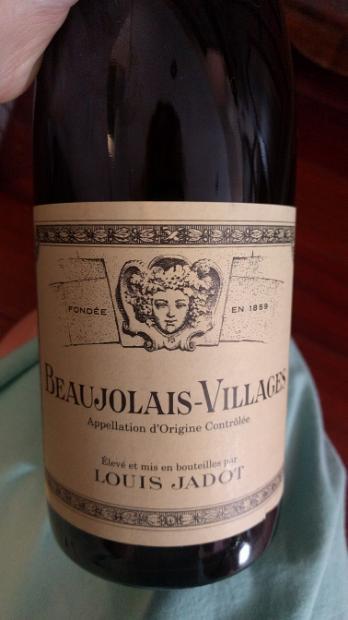 FONDÉE EN 1859
BEAUJOLAIS-VILLAGES
Appellation d'Origine Contrôlée
Élevé et mis en bouteilles par
LOUIS JADOT